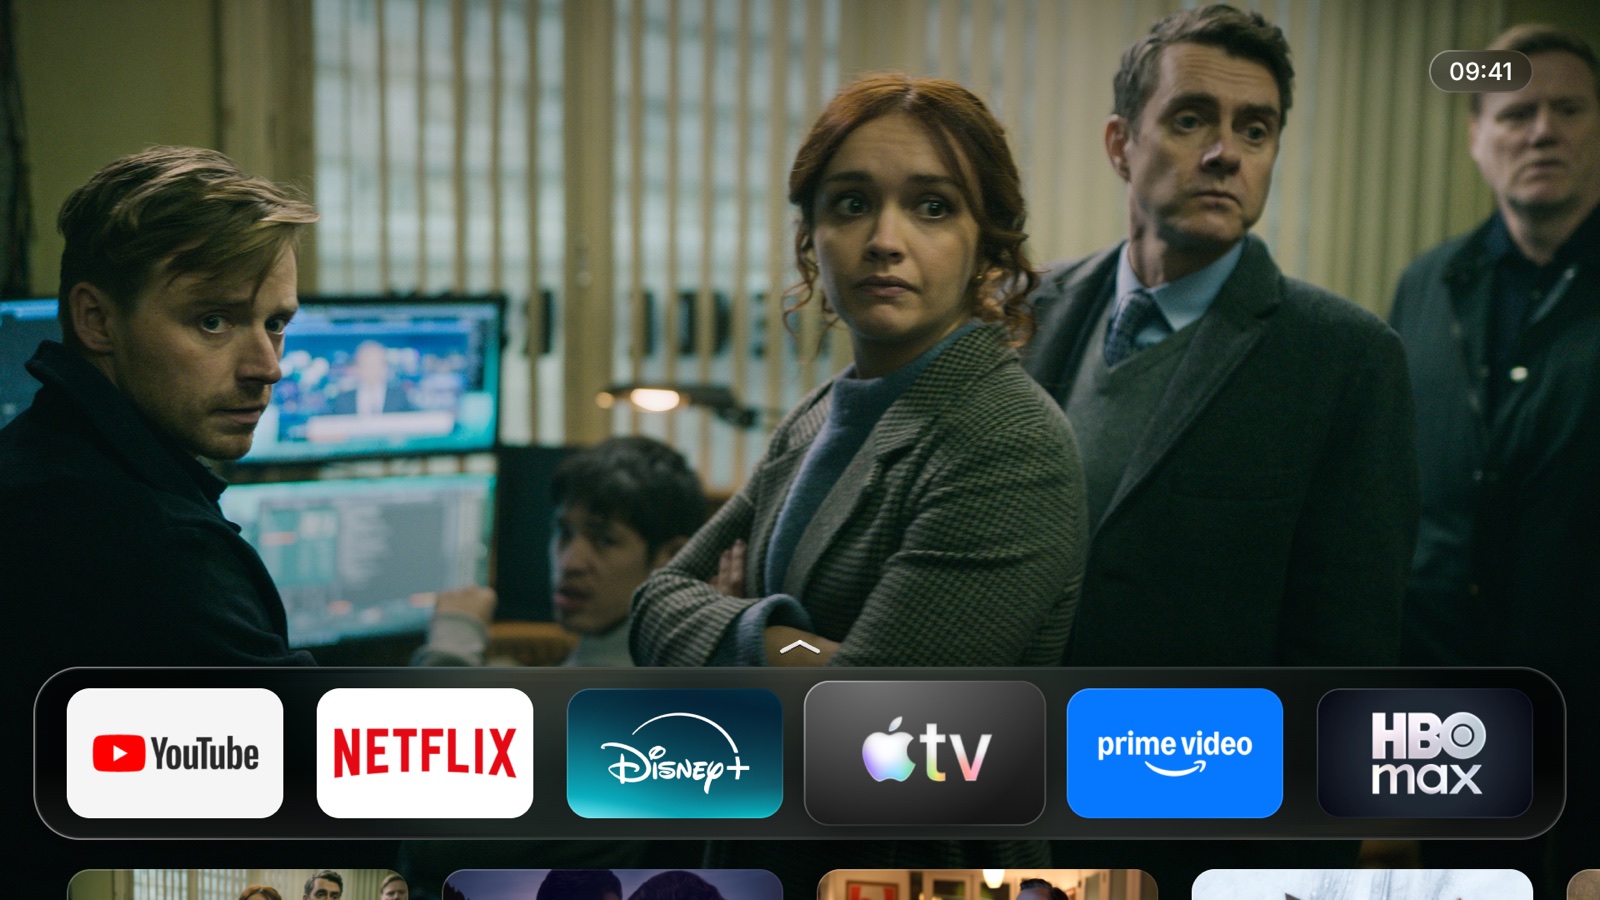 09:41
YouTube
NETFLIX
Disney+
tv
prime video
HBO
max